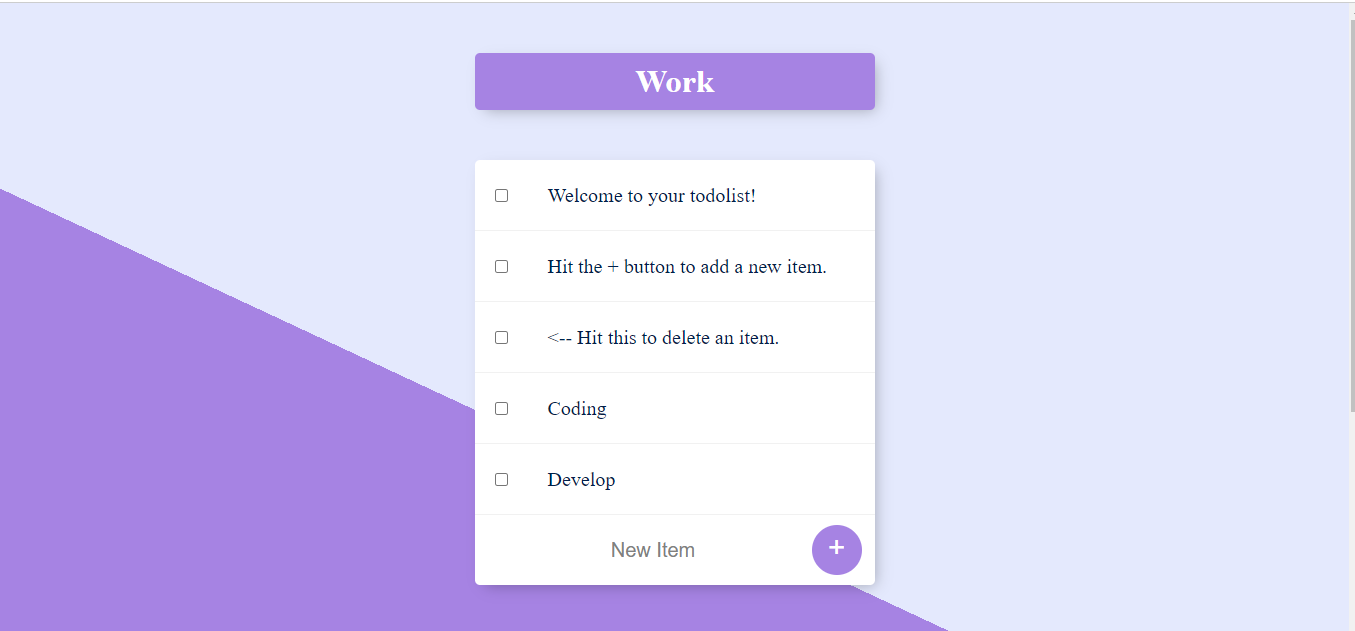 Work
Welcome to your todolist!
Hit the + button to add a new item.
<-- Hit this to delete an item.
Coding
Develop
New Item
+